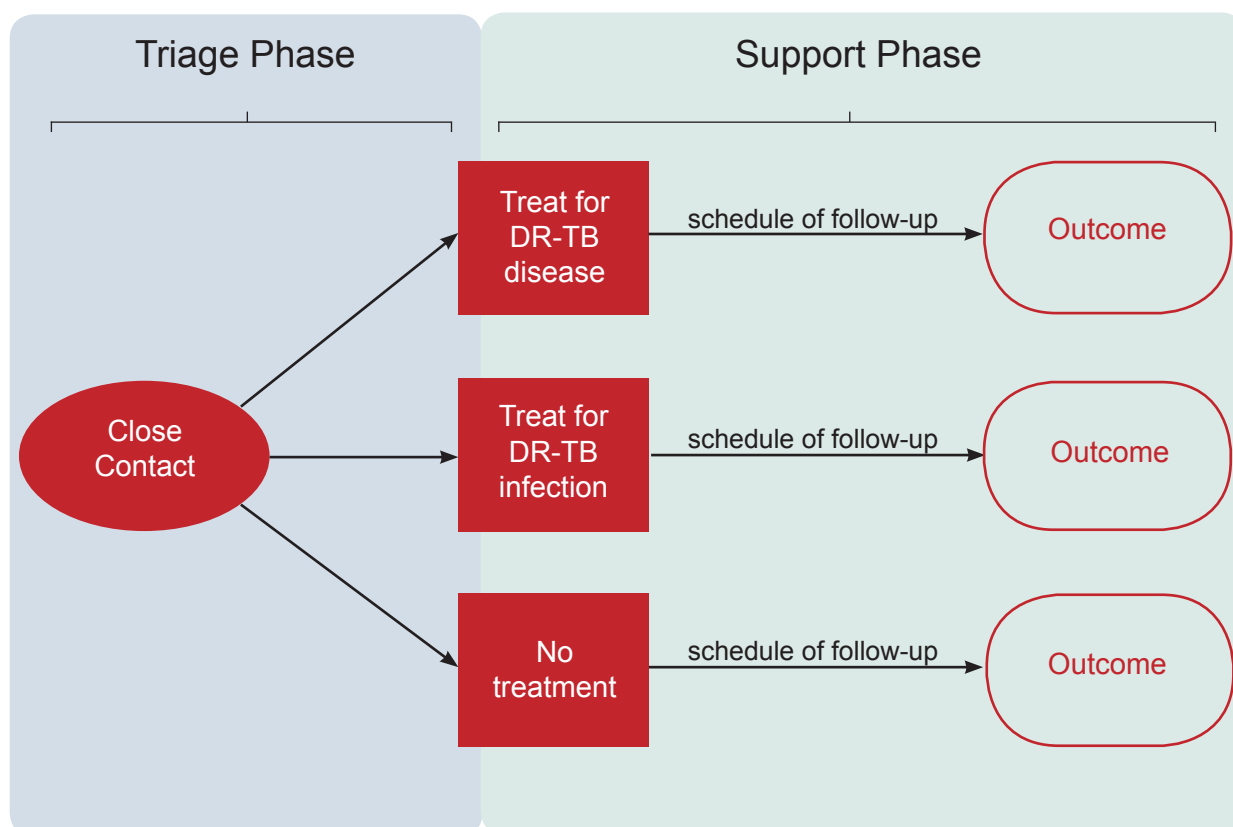 Triage Phase
Support Phase
Treat for
DR-TB
disease
schedule of follow-up
Outcome
Close
Contact
Treat for
DR-TB
infection
schedule of follow-up
Outcome
No
treatment
schedule of follow-up
Outcome